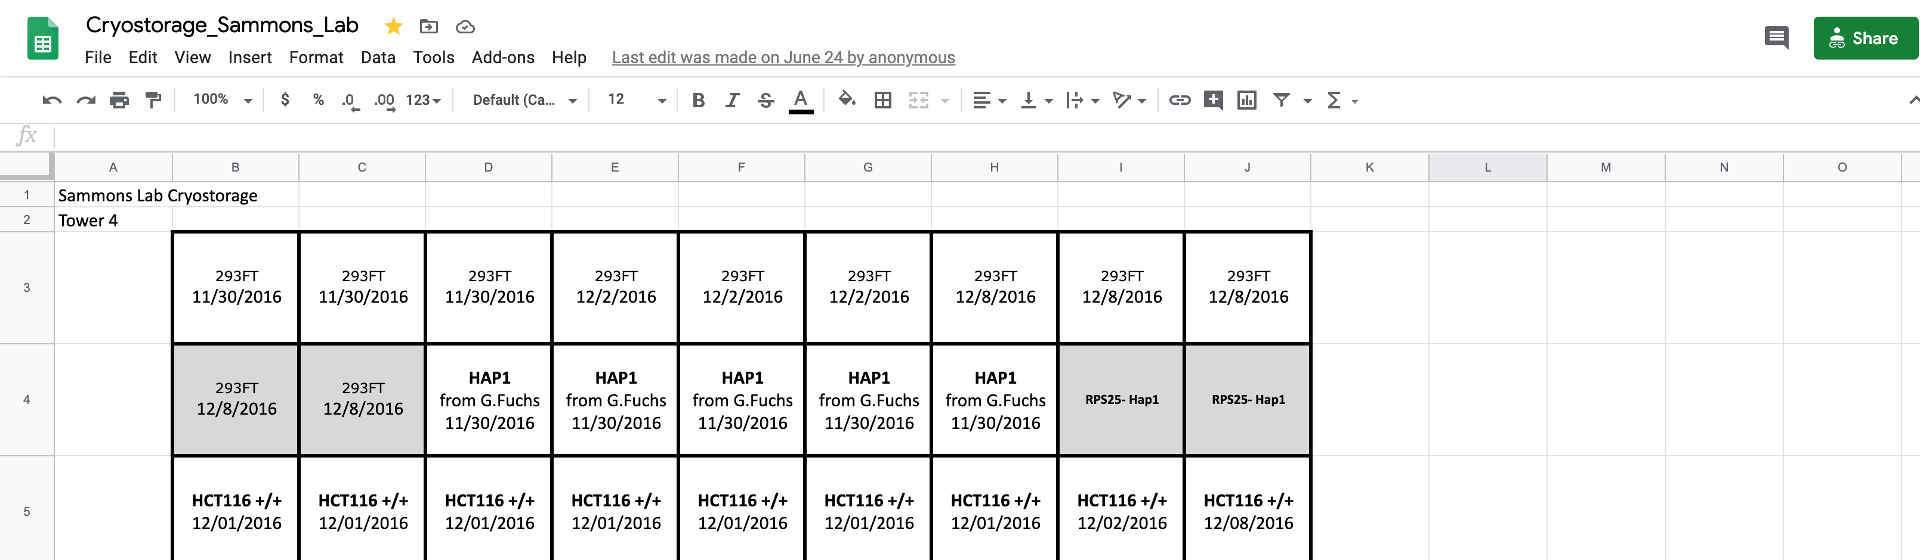 Cryostorage_Sammons_Lab
File Edit View Insert Format Data Tools Add-ons Help Last edit was made on June 24 by anonymous
Share
100% $ % .0 .00 123 Default (Ca... 12 B I S A Σ
fx
A B C D E F G H I J K L M N O
1 Sammons Lab Cryostorage
2 Tower 4
293FT 293FT 293FT 293FT 293FT 293FT 293FT 293FT 293FT
3 11/30/2016 11/30/2016 11/30/2016 12/2/2016 12/2/2016 12/2/2016 12/8/2016 12/8/2016 12/8/2016
HAP1 HAP1 HAP1 HAP1 HAP1
293FT 293FT
4 from G.Fuchs from G.Fuchs from G.Fuchs from G.Fuchs from G.Fuchs RPS25- Hap1 RPS25- Hap1
12/8/2016 12/8/2016
11/30/2016 11/30/2016 11/30/2016 11/30/2016 11/30/2016
HCT116 +/+ HCT116 +/+ HCT116 +/+ HCT116 +/+ HCT116 +/+ HCT116 +/+ HCT116 +/+ HCT116 +/+ HCT116 +/+
5 12/01/2016 12/01/2016 12/01/2016 12/01/2016 12/01/2016 12/01/2016 12/01/2016 12/02/2016 12/08/2016